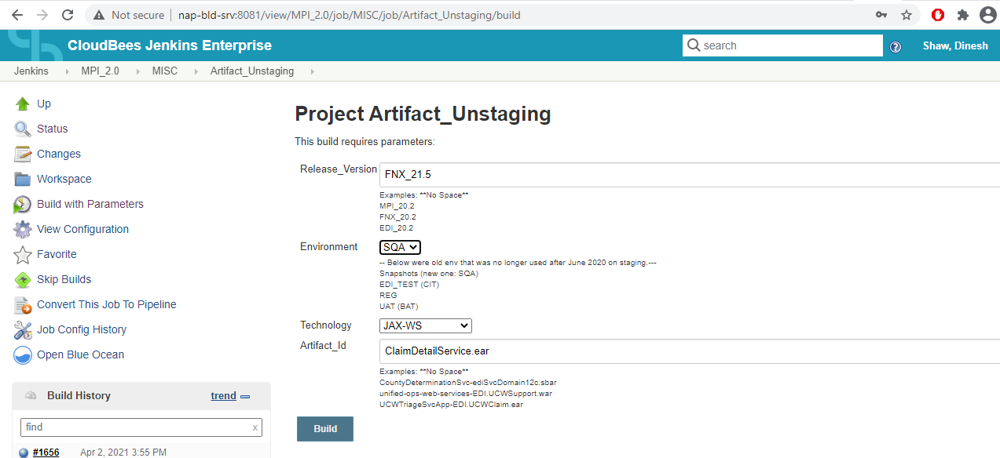 Not secure | nap-bld-srv:8081/view/MPI_2.0/job/MISC/job/Artifact_Unstaging/build
CloudBees Jenkins Enterprise
search
?
Shaw, Dinesh
Jenkins MPI_2.0 MISC Artifact_Unstaging
Up
Status
Changes
Workspace
Build with Parameters
View Configuration
Favorite
Skip Builds
Convert This Job To Pipeline
Job Config History
Open Blue Ocean
Build History trend
find x
#1656 Apr 2, 2021 3:55 PM
Project Artifact_Unstaging
This build requires parameters:
Release_Version FNX_21.5
Examples: **No Space**
MPI_20.2
FNX_20.2
EDI_20.2
Environment SQA
-- Below were old env that was no longer used after June 2020 on staging.---
Snapshots (new one: SQA)
EDI_TEST (CIT)
REG
UAT (BAT)
Technology JAX-WS
Artifact_Id ClaimDetailService.ear
Examples: **No Space**
CountyDeterminationSvc-ediSvcDomain12c.sbar
unified-ops-web-services-EDI.UCWSupport.war
UCWTriageSvcApp-EDI.UCWClaim.ear
Build